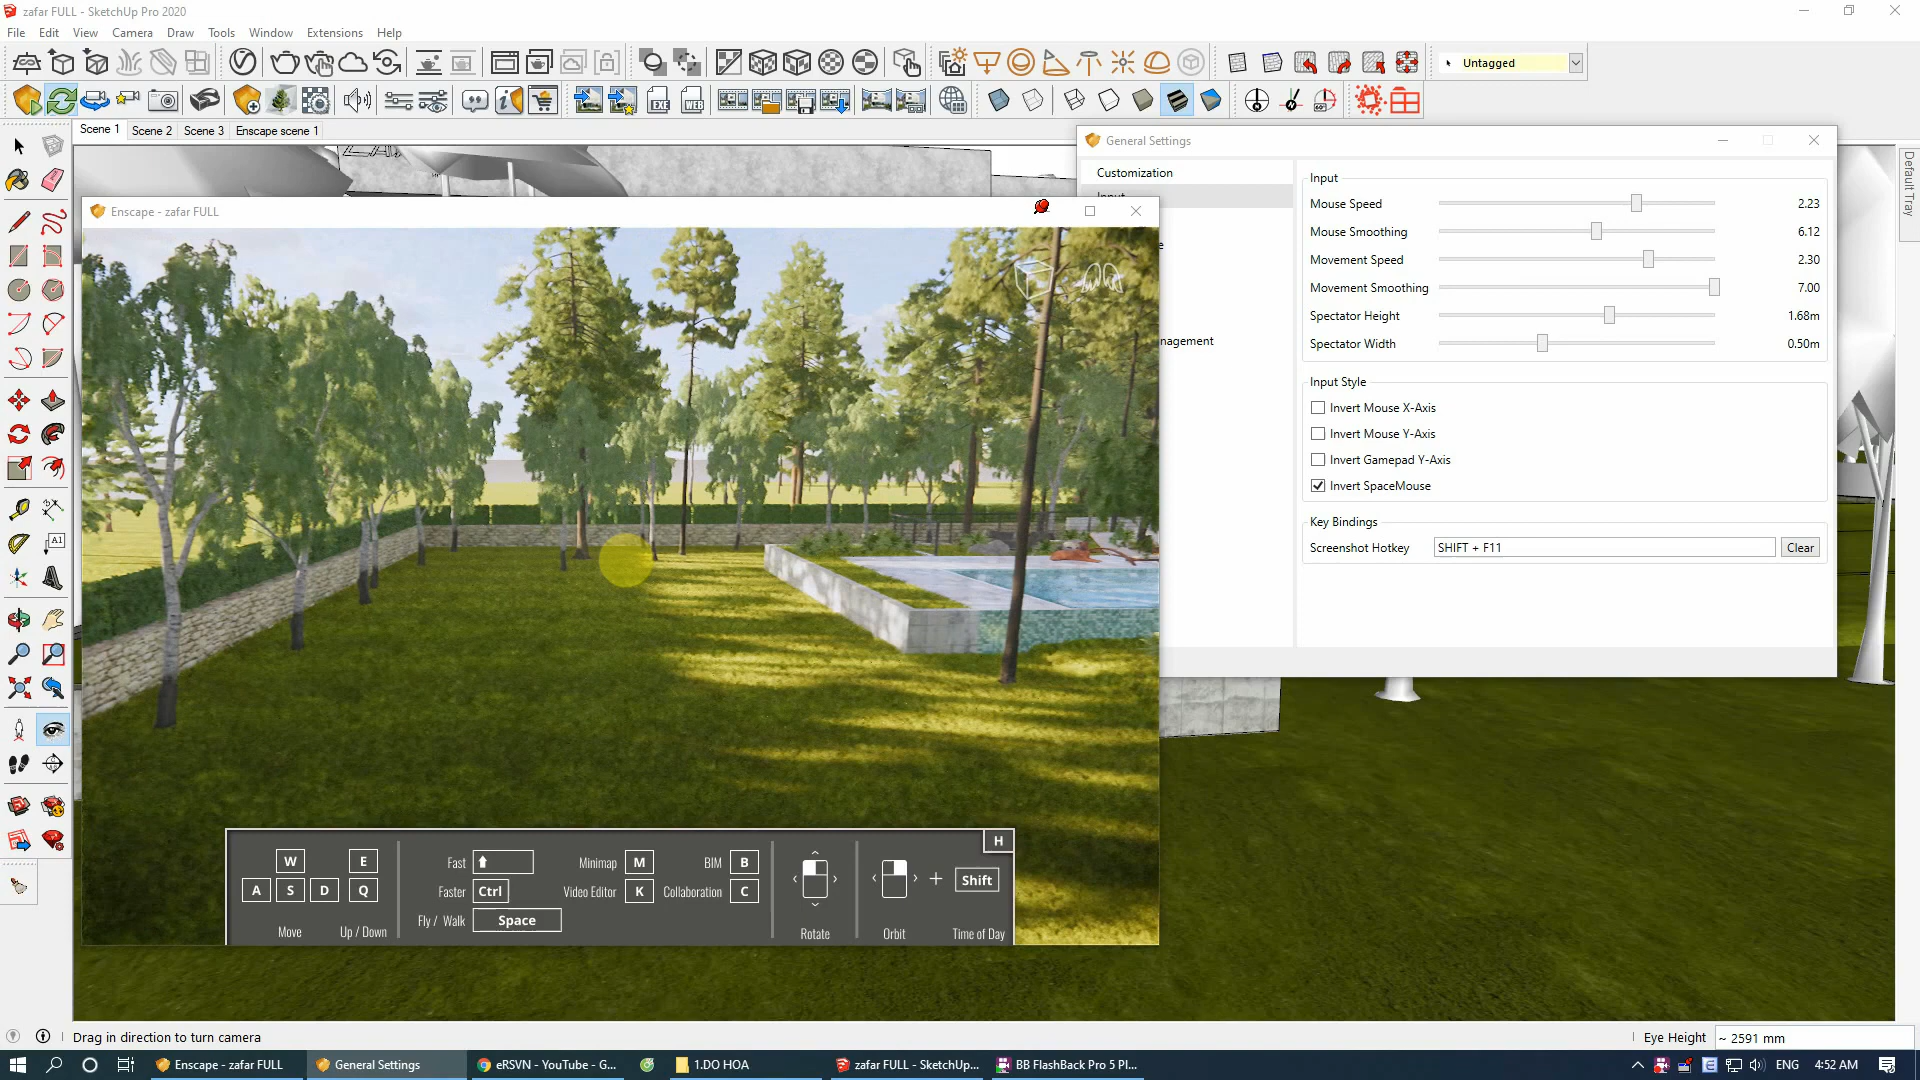 zafar FULL - SketchUp Pro 2020
File Edit View Camera Draw Tools Window Extensions Help
Untagged
EXE WEB
Scene 1 Scene 2 Scene 3 Enscape scene 1
General Settings
Default Tray
Customization
Input
Enscape - zafar FULL
nagement
Input
Mouse Speed 2.23
Mouse Smoothing 6.12
Movement Speed 2.30
Movement Smoothing 7.00
Spectator Height 1.68m
Spectator Width 0.50m
Input Style
Invert Mouse X-Axis
Invert Mouse Y-Axis
Invert Gamepad Y-Axis
Invert SpaceMouse
Key Bindings
Screenshot Hotkey SHIFT + F11 Clear
A1
H
W E
A S D Q
Move Up / Down
Fast Minimap M BIM B
Faster Ctrl Video Editor K Collaboration C
Fly / Walk Space
Rotate Orbit + Shift Time of Day
Drag in direction to turn camera
Eye Height ~ 2591 mm
Enscape - zafar FULL General Settings eRSVN - YouTube - G... 1.DO HOA zafar FULL - SketchUp... BB FlashBack Pro 5 Pl... ENG 4:52 AM